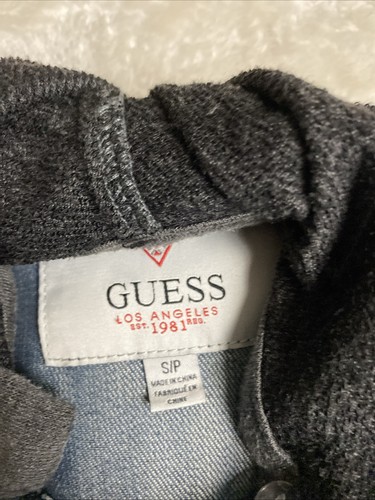 GUESS
LOS ANGELES
EST. 1981 REG.
S/P
MADE IN CHINA
FABRIQUÉ EN
CHINE